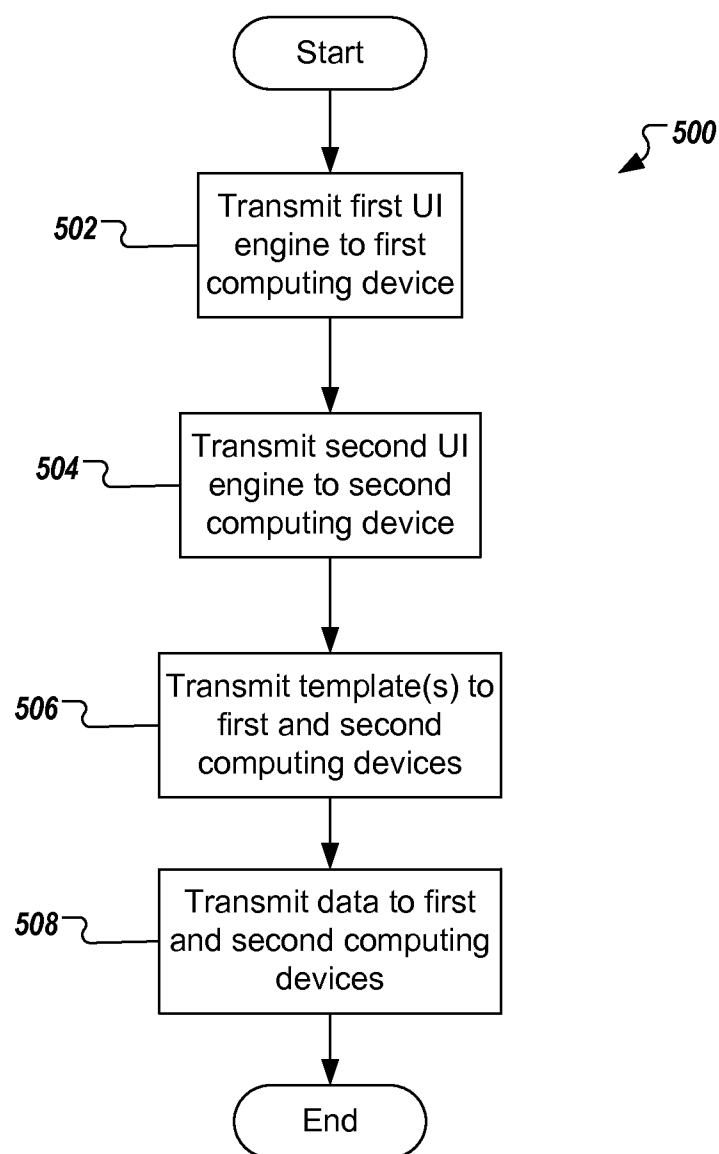 Start
500
502
Transmit first UI
engine to first
computing device
504
Transmit second UI
engine to second
computing device
506
Transmit template(s) to
first and second
computing devices
508
Transmit data to first
and second computing
devices
End